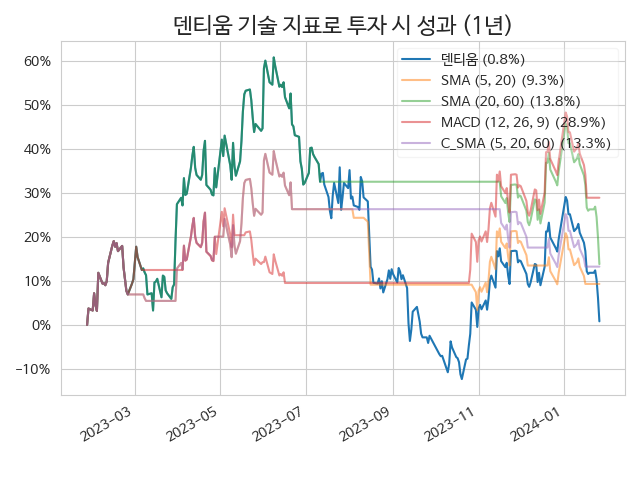 덴티움 기술 지표로 투자 시 성과 (1년)
덴티움 (0.8%)
SMA (5, 20) (9.3%)
SMA (20, 60) (13.8%)
MACD (12, 26, 9) (28.9%)
C_SMA (5, 20, 60) (13.3%)
60%
50%
40%
30%
20%
10%
0%
−10%
2023-03
2023-05
2023-07
2023-09
2023-11
2024-01